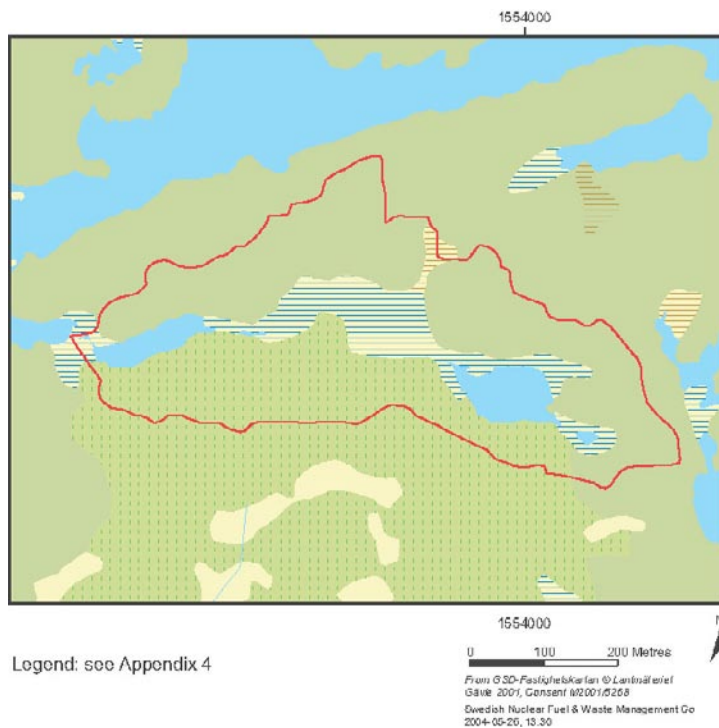 1554000
1554000
Legend: see Appendix 4
0 100 200 Metres
From GSD-Fastighetskartan © Lantmäteriet
Gävle 2001, Consent M2001/5268
Swedish Nuclear Fuel & Waste Management Co
2004-05-26, 13.30